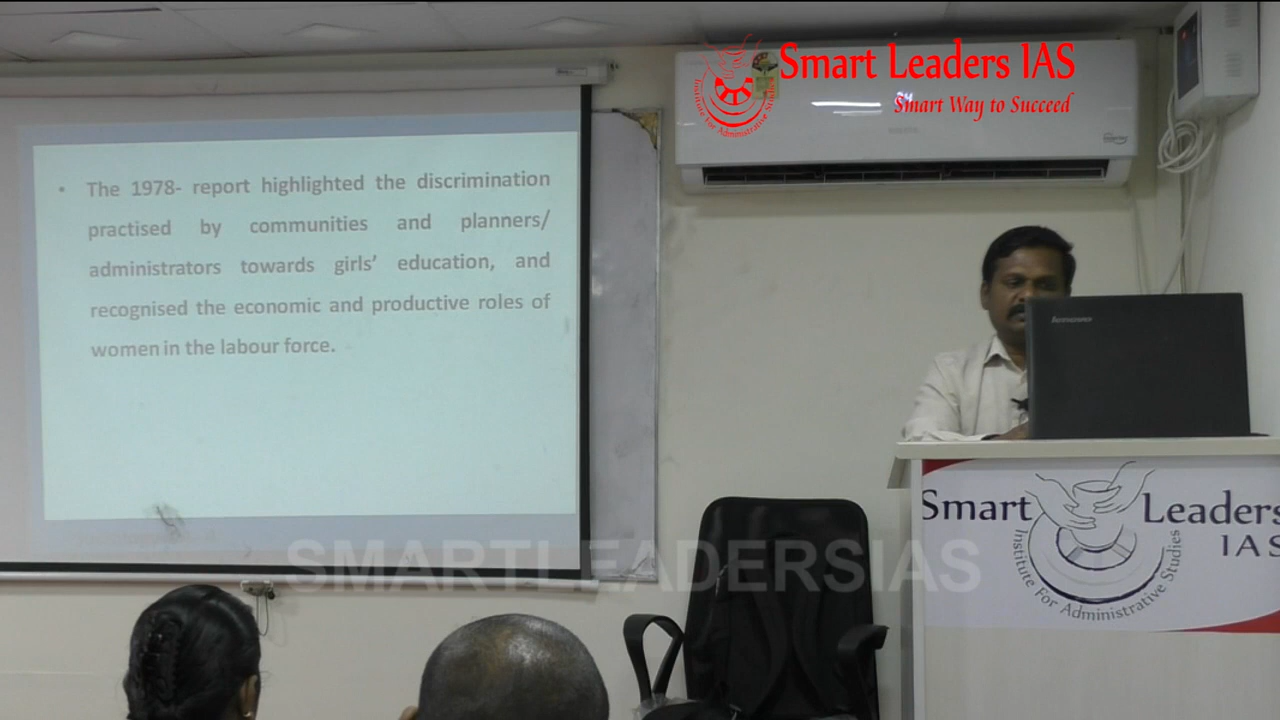 Smart Leaders IAS
Smart Way to Succeed
Institute For Administrative Studies
• The 1978- report highlighted the discrimination
practised by communities and planners/
administrators towards girls' education, and
recognised the economic and productive roles of
women in the labour force.
lenovo
Smart Leaders
IAS
Institute For Administrative Studies
SMARTLEADERSIAS